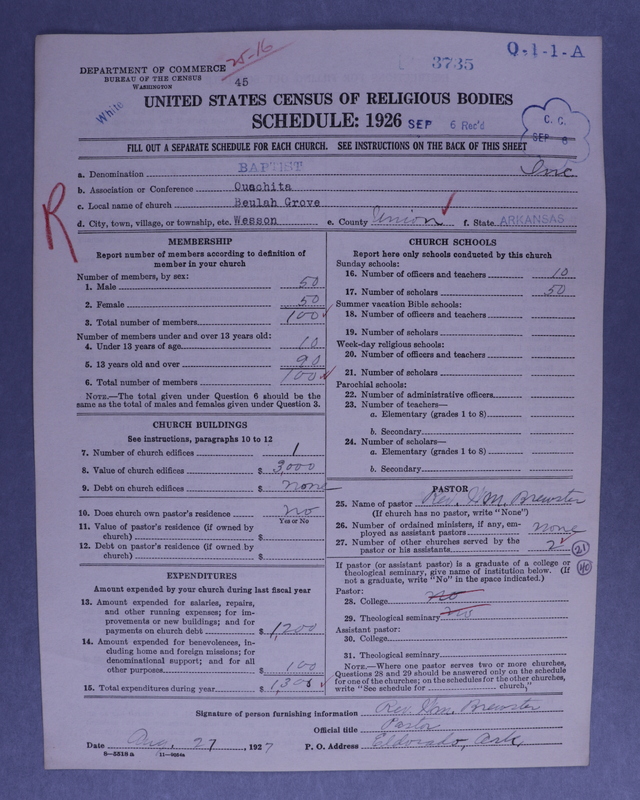 25-16
3735
Q-1-1-A
DEPARTMENT OF COMMERCE
BUREAU OF THE CENSUS
WASHINGTON
45
White
UNITED STATES CENSUS OF RELIGIOUS BODIES
SCHEDULE: 1926
SEP 6 Rec'd
C. C.
SEP 6
FILL OUT A SEPARATE SCHEDULE FOR EACH CHURCH. SEE INSTRUCTIONS ON THE BACK OF THIS SHEET
R
a. Denomination BAPTIST Inc
b. Association or Conference Ouachita
c. Local name of church Beulah Grove
d. City, town, village, or township, etc. Wesson e. County Union f. State ARKANSAS
MEMBERSHIP
Report number of members according to definition of
member in your church
Number of members, by sex:
1. Male 50
2. Female 50
3. Total number of members 100
Number of members under and over 13 years old:
4. Under 13 years of age 10
5. 13 years old and over 90
6. Total number of members 100
NOTE.—The total given under Question 6 should be the
same as the total of males and females given under Question 3.
CHURCH BUILDINGS
See instructions, paragraphs 10 to 12
7. Number of church edifices 1
8. Value of church edifices $ 3,000
9. Debt on church edifices $ none
10. Does church own pastor's residence? no
Yes or No
11. Value of pastor's residence (if owned by
church) $
12. Debt on pastor's residence (if owned by
church) $
EXPENDITURES
Amount expended by your church during last fiscal year
13. Amount expended for salaries, repairs,
and other running expenses; for im-
provements or new buildings; and for
payments on church debt $ 1,200
14. Amount expended for benevolences, in-
cluding home and foreign missions; for
denominational support; and for all
other purposes $ 100
15. Total expenditures during year $ 1,300
CHURCH SCHOOLS
Report here only schools conducted by this church
Sunday schools:
16. Number of officers and teachers 10
17. Number of scholars 50
Summer vacation Bible schools:
18. Number of officers and teachers
19. Number of scholars
Week-day religious schools:
20. Number of officers and teachers
21. Number of scholars
Parochial schools:
22. Number of administrative officers
23. Number of teachers—
a. Elementary (grades 1 to 8)
b. Secondary
24. Number of scholars—
a. Elementary (grades 1 to 8)
b. Secondary
PASTOR
25. Name of pastor Rev. Wm. Brewster
(If church has no pastor, write "None")
26. Number of ordained ministers, if any, em-
ployed as assistant pastors none
27. Number of other churches served by the
pastor or his assistants 2
21
40
If pastor (or assistant pastor) is a graduate of a college or
theological seminary, give name of institution below. (If
not a graduate, write "No" in the space indicated.)
Pastor:
28. College no
29. Theological seminary no
Assistant pastor:
30. College
31. Theological seminary
NOTE.—Where one pastor serves two or more churches,
Questions 28 and 29 should be answered only on the schedule
for one of the churches; on the schedules for the other churches,
write "See schedule for church."
Signature of person furnishing information Rev. Wm. Brewster
Official title Pastor
Date Aug. 27, 1927 P. O. Address Eldorado, Ark.
8-5318 a